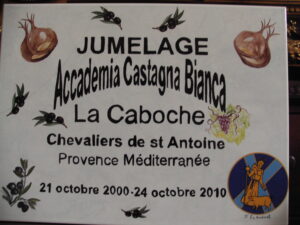 JUMELAGE
Accademia Castagna Bianca
La Caboche
Chevaliers de st Antoine
Provence Méditerranée
21 octobre 2000-24 octobre 2010